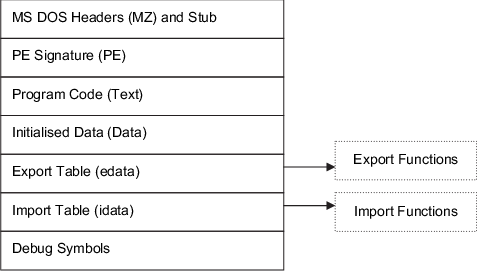 MS DOS Headers (MZ) and Stub
PE Signature (PE)
Program Code (Text)
Initialised Data (Data)
Export Table (edata)
Export Functions
Import Table (idata)
Import Functions
Debug Symbols